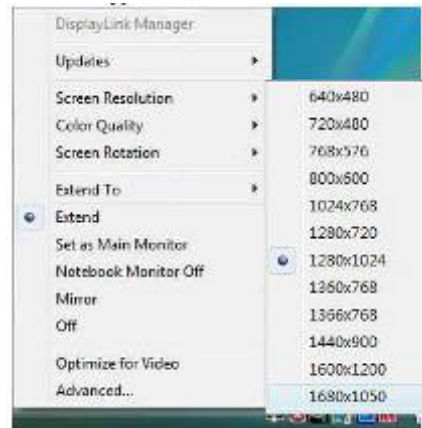 DisplayLink Manager
Updates
Screen Resolution
Color Quality
Screen Rotation
Extend To
Extend
Set as Main Monitor
Notebook Monitor Off
Mirror
Off
Optimize for Video
Advanced...
640x480
720x480
768x576
800x600
1024x768
1280x720
1280x1024
1360x768
1366x768
1440x900
1600x1200
1680x1050